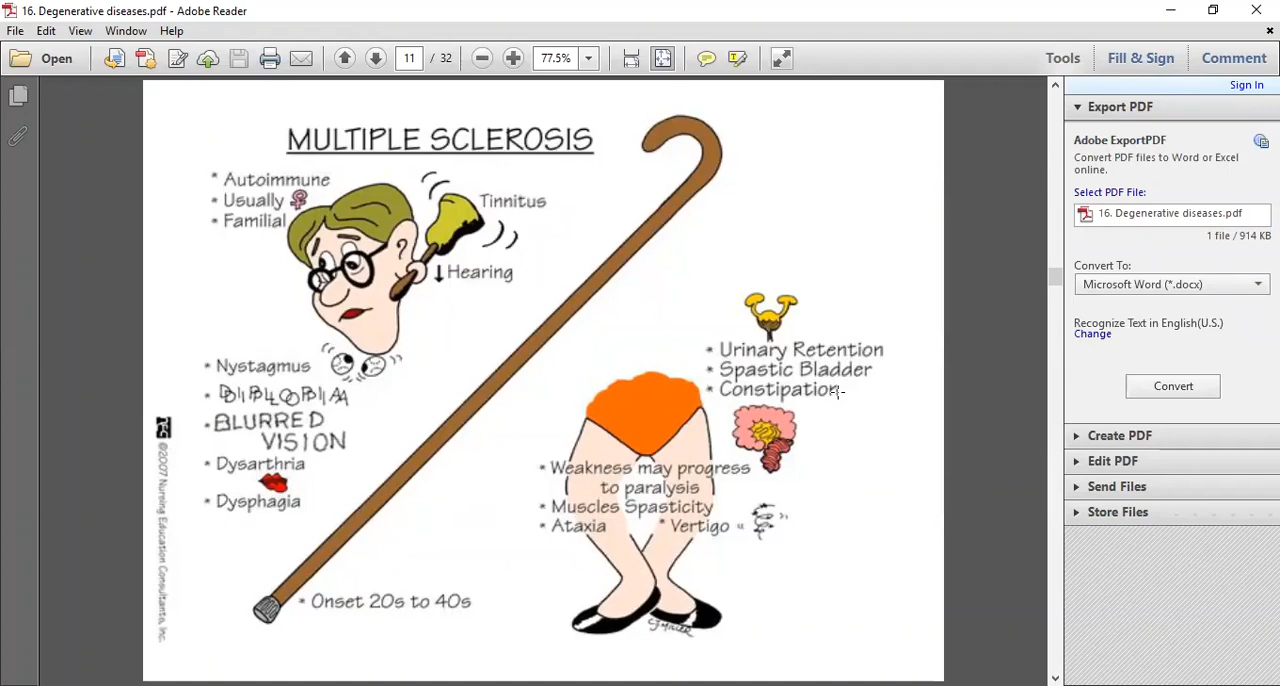 16. Degenerative diseases.pdf - Adobe Reader
File Edit View Window Help
Open 11 / 32 77.5% Tools Fill & Sign Comment
Sign In
MULTIPLE SCLEROSIS
* Autoimmune
* Usually ♀
* Familial
Tinnitus
↓Hearing
* Nystagmus
* DIPLOPIA
* BLURRED
VISION
* Dysarthria
* Dysphagia
* Onset 20s to 40s
* Urinary Retention
* Spastic Bladder
* Constipation
* Weakness may progress
to paralysis
* Muscles Spasticity
* Ataxia * Vertigo
©2007 Nursing Education Consultants, Inc.
CJMiller
Export PDF
Adobe ExportPDF
Convert PDF files to Word or Excel
online.
Select PDF File:
16. Degenerative diseases.pdf
1 file / 914 KB
Convert To:
Microsoft Word (*.docx)
Recognize Text in English(U.S.)
Change
Convert
Create PDF
Edit PDF
Send Files
Store Files